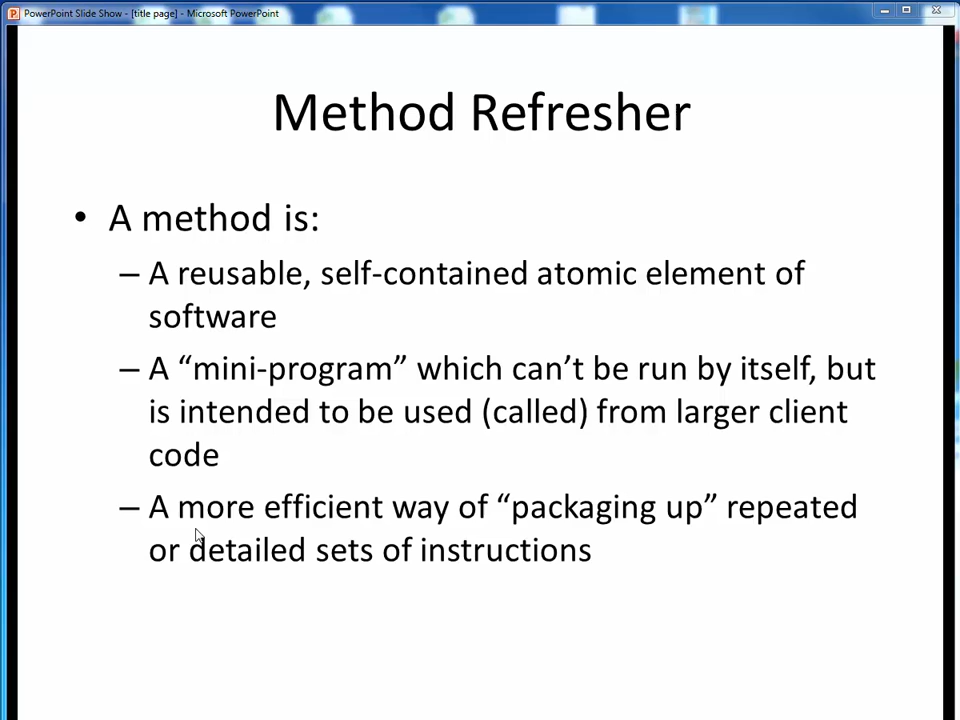 PowerPoint Slide Show - [title page] - Microsoft PowerPoint
Method Refresher
• A method is:
– A reusable, self-contained atomic element of
software
– A “mini-program” which can’t be run by itself, but
is intended to be used (called) from larger client
code
– A more efficient way of “packaging up” repeated
or detailed sets of instructions